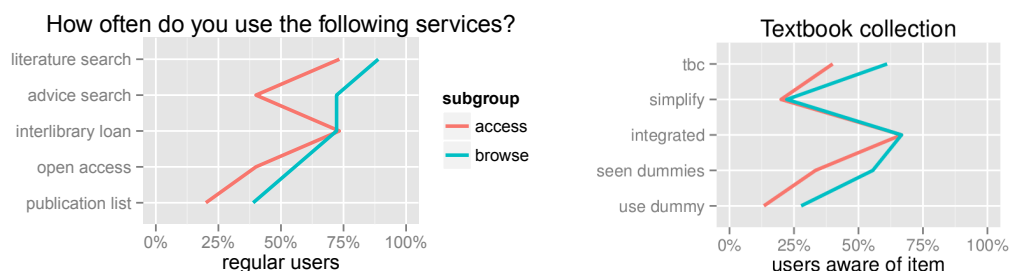 How often do you use the following services?
literature search
advice search
interlibrary loan
open access
publication list
0% 25% 50% 75% 100%
regular users
subgroup
access
browse
Textbook collection
tbc
simplify
integrated
seen dummies
use dummy
0% 25% 50% 75% 100%
users aware of item